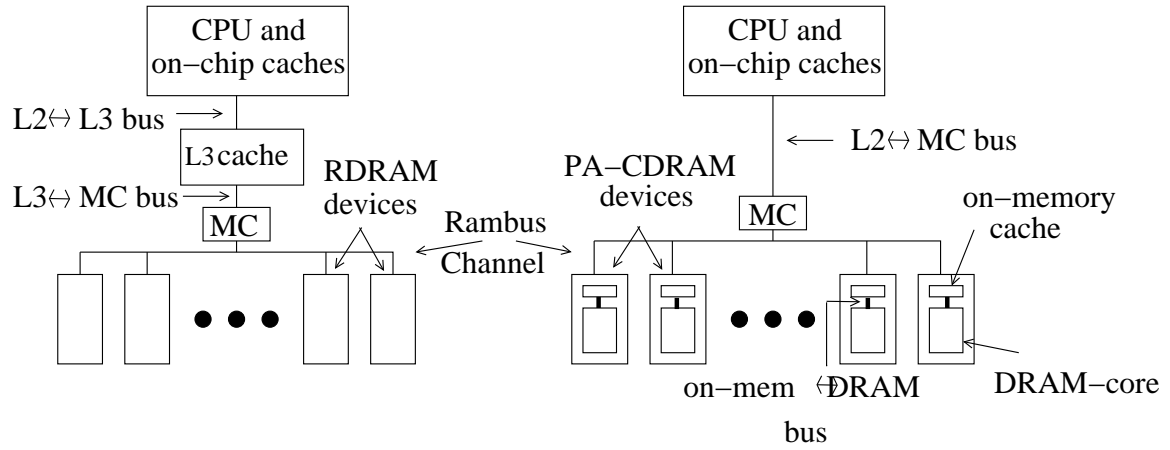 CPU and
on−chip caches
L2↔ L3 bus
L3 cache
L3↔ MC bus
MC
RDRAM
devices
Rambus
Channel
CPU and
on−chip caches
L2↔ MC bus
PA−CDRAM
devices
MC
on−memory
cache
on−mem ↔DRAM
bus
DRAM−core